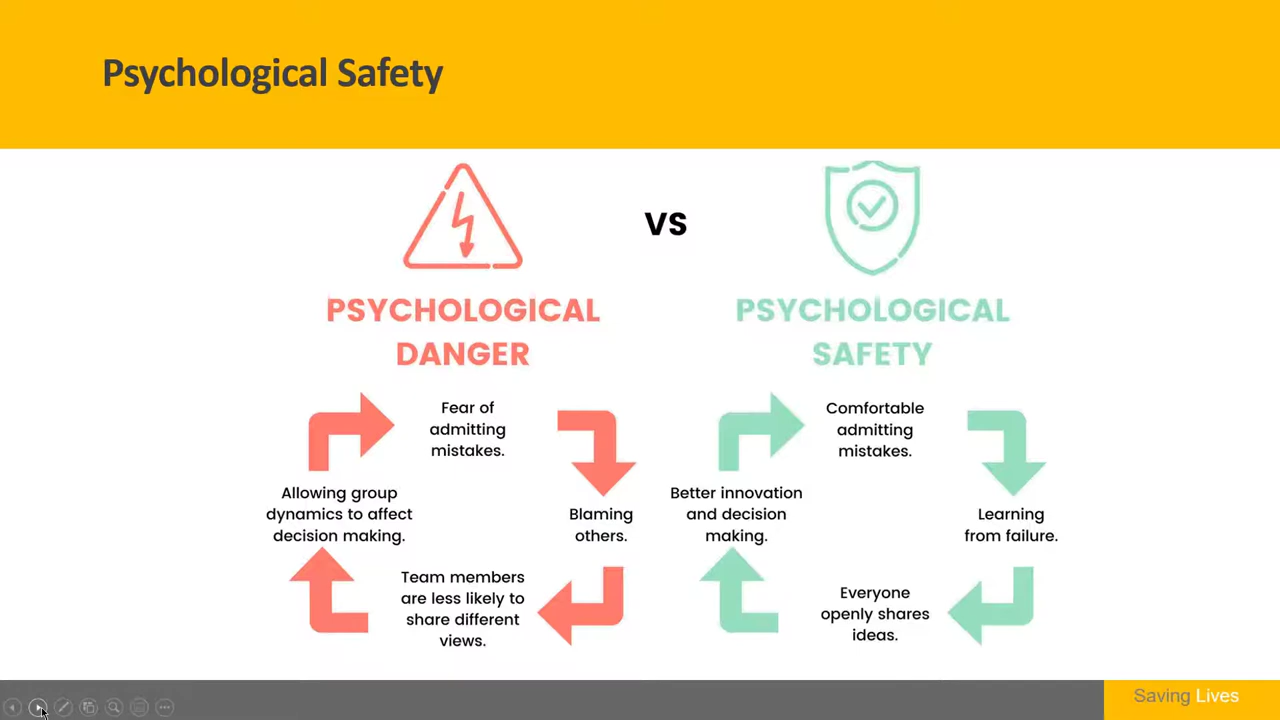 Psychological Safety
VS
PSYCHOLOGICAL
DANGER
Fear of
admitting
mistakes.
Blaming
others.
Team members
are less likely to
share different
views.
Allowing group
dynamics to affect
decision making.
PSYCHOLOGICAL
SAFETY
Comfortable
admitting
mistakes.
Learning
from failure.
Everyone
openly shares
ideas.
Better innovation
and decision
making.
Saving Lives